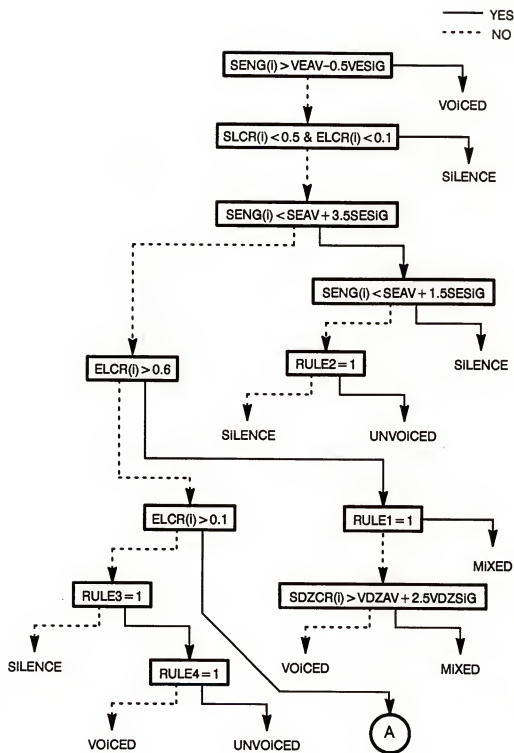 YES
NO
SENG(i)>VEAV−0.5VESiG
VOiCED
SLCR(i)<0.5 & ELCR(i)<0.1
SiLENCE
SENG(i)<SEAV+3.5SESiG
SENG(i)<SEAV+1.5SESiG
ELCR(i)>0.6
RULE2=1
SiLENCE
SiLENCE
UNVOiCED
ELCR(i)>0.1
RULE1=1
MiXED
RULE3=1
SDZCR(i)>VDZAV+2.5VDZSiG
SiLENCE
VOiCED
MiXED
RULE4=1
VOiCED
UNVOiCED
A